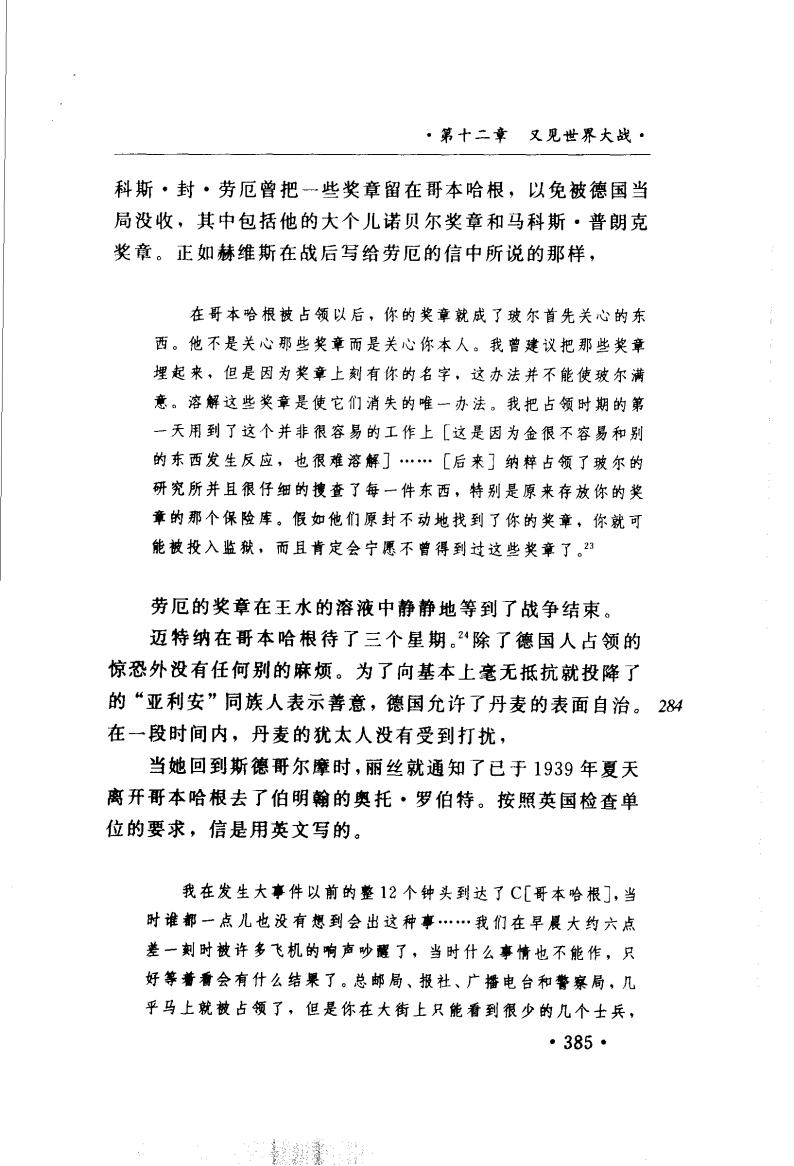 ·第十二章 又见世界大战·
科斯·封·劳厄曾把一些奖章留在哥本哈根，以免被德国当
局没收，其中包括他的大个儿诺贝尔奖章和马科斯·普朗克
奖章。正如赫维斯在战后写给劳厄的信中所说的那样，
在哥本哈根被占领以后，你的奖章就成了玻尔首先关心的东
西。他不是关心那些奖章而是关心你本人。我曾建议把那些奖章
埋起来，但是因为奖章上刻有你的名字，这办法并不能使玻尔满
意。溶解这些奖章是使它们消失的唯一办法。我把占领时期的第
一天用到了这个并非很容易的工作上［这是因为金很不容易和别
的东西发生反应，也很难溶解］……［后来］纳粹占领了玻尔的
研究所并且很仔细的搜查了每一件东西，特别是原来存放你的奖
章的那个保险库。假如他们原封不动地找到了你的奖章，你就可
能被投入监狱，而且肯定会宁愿不曾得到过这些奖章了。²³
劳厄的奖章在王水的溶液中静静地等到了战争结束。
迈特纳在哥本哈根待了三个星期。²⁴除了德国人占领的
惊恐外没有任何别的麻烦。为了向基本上毫无抵抗就投降了
的“亚利安”同族人表示善意，德国允许了丹麦的表面自治。 284
在一段时间内，丹麦的犹太人没有受到打扰，
当她回到斯德哥尔摩时，丽丝就通知了已于1939年夏天
离开哥本哈根去了伯明翰的奥托·罗伯特。按照英国检查单
位的要求，信是用英文写的。
我在发生大事件以前的整12个钟头到达了C［哥本哈根］，当
时谁都一点儿也没有想到会出这种事……我们在早晨大约六点
差一刻时被许多飞机的响声吵醒了，当时什么事情也不能作，只
好等着看会有什么结果了。总邮局、报社、广播电台和警察局，几
乎马上就被占领了，但是你在大街上只能看到很少的几个士兵，
·385·